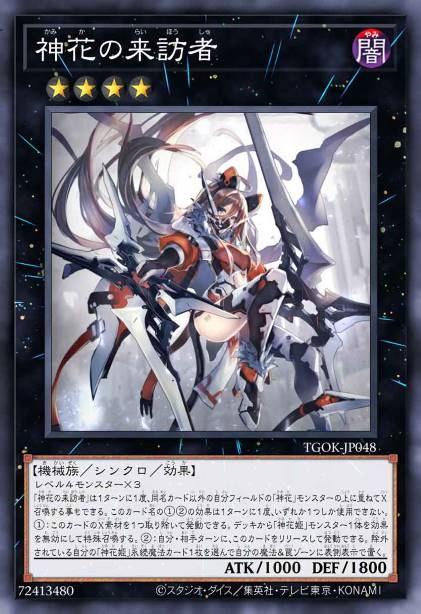 神花の来訪者
かみ か らい ほう しゃ
闇
やみ
TGOK-JP048
【機械族／シンクロ／効果】
レベル4モンスター×3
「神花の来訪者」は1ターンに1度、同名カード以外の自分フィールドの「神花」モンスターの上に重ねてX
召喚する事もできる。このカード名の①②の効果は1ターンに1度、いずれか1つしか使用できない。
①：このカードのX素材を1つ取り除いて発動できる。デッキから「神花姫」モンスター1体を効果
を無効にして特殊召喚する。②：自分・相手ターンに、このカードをリリースして発動できる。除外
されている自分の「神花姫」永続魔法カード1枚を選んで自分の魔法＆罠ゾーンに表側表示で置く。
ATK/1000 DEF/1800
72413480
©スタジオ・ダイス/集英社・テレビ東京・KONAMI